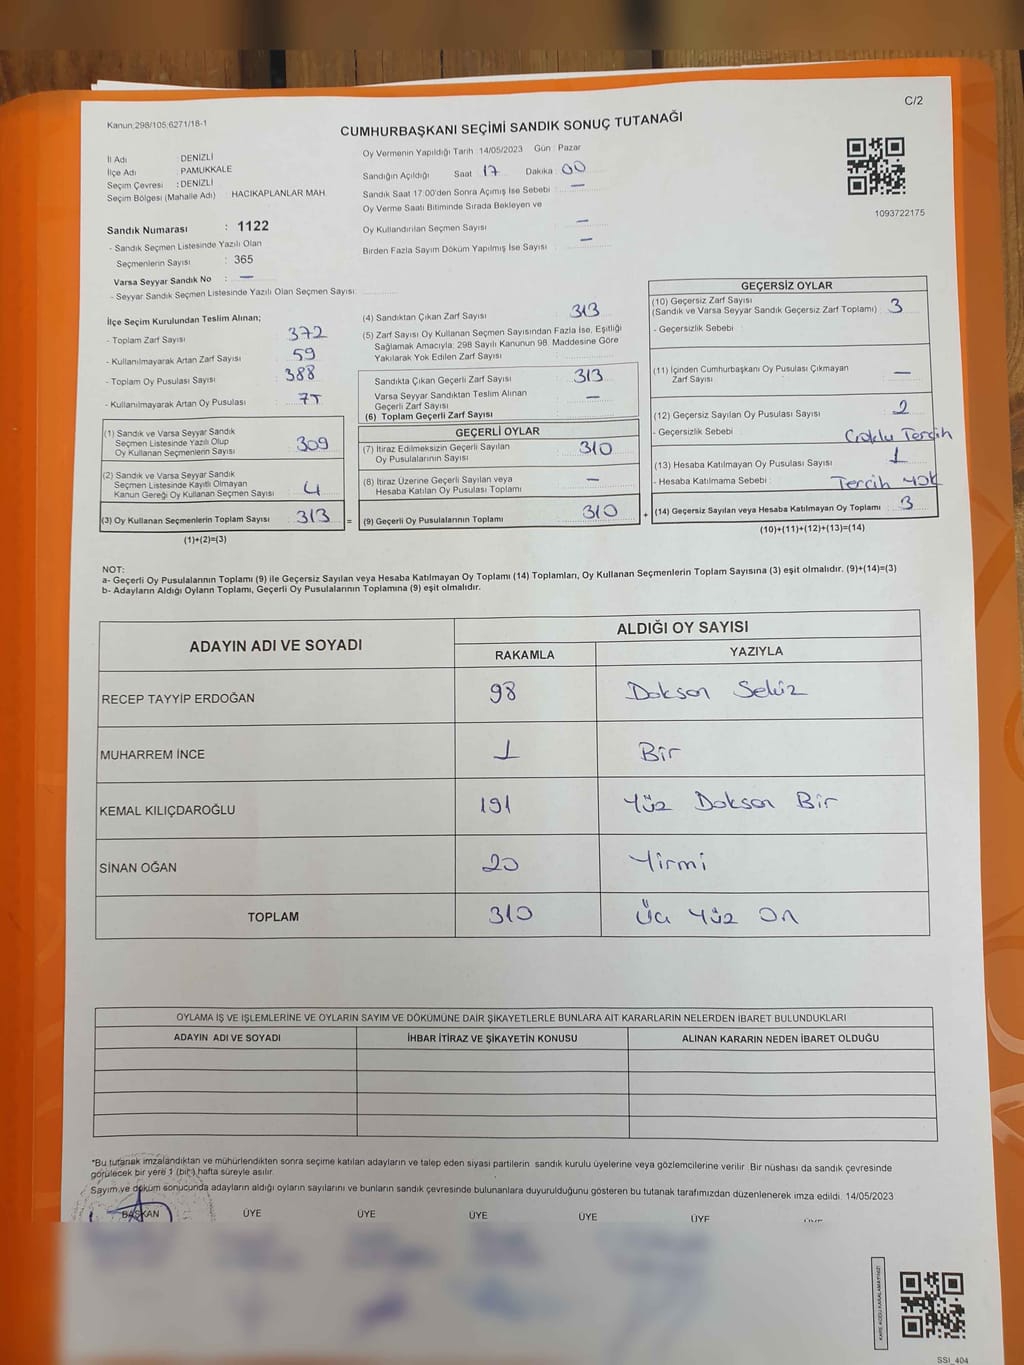 C/2
Kanun:298/105;6271/18-1
CUMHURBAŞKANI SEÇİMİ SANDIK SONUÇ TUTANAĞI
İl Adı DENİZLİ
İlçe Adı : PAMUKKALE
Seçim Çevresi : DENİZLİ
Seçim Bölgesi (Mahalle Adı) : HACIKAPLANLAR MAH.
Oy Vermenin Yapıldığı Tarih : 14/05/2023 Gün : Pazar
Sandığın Açıldığı Saat : 17 Dakika : 00
Sandık Saat 17:00'den Sonra Açımış İse Sebebi : —
Oy Verme Saati Bitiminde Sırada Bekleyen ve
Oy Kullandırılan Seçmen Sayısı : —
Birden Fazla Sayım Döküm Yapılmış İse Sayısı : —
1093722175
Sandık Numarası : 1122
- Sandık Seçmen Listesinde Yazılı Olan
Seçmenlerin Sayısı : 365
Varsa Seyyar Sandık No : —
- Seyyar Sandık Seçmen Listesinde Yazılı Olan Seçmen Sayısı:
İlçe Seçim Kurulundan Teslim Alınan;
- Toplam Zarf Sayısı : 372
- Kullanılmayarak Artan Zarf Sayısı : 59
- Toplam Oy Pusulası Sayısı : 388
- Kullanılmayarak Artan Oy Pusulası :
(1) Sandık ve Varsa Seyyar Sandık
Seçmen Listesinde Yazılı Olup
Oy Kullanan Seçmenlerin Sayısı : 309
(2) Sandık ve Varsa Seyyar Sandık
Seçmen Listesinde Kayıtlı Olmayan
Kanun Gereği Oy Kullanan Seçmen Sayısı : 4
(3) Oy Kullanan Seçmenlerin Toplam Sayısı : 313 =
(1)+(2)=(3)
(4) Sandıktan Çıkan Zarf Sayısı : 313
(5) Zarf Sayısı Oy Kullanan Seçmen Sayısından Fazla İse, Eşitliği
Sağlamak Amacıyla; 298 Sayılı Kanunun 98. Maddesine Göre
Yakılarak Yok Edilen Zarf Sayısı :
Sandıkta Çıkan Geçerli Zarf Sayısı : 313
Varsa Seyyar Sandıktan Teslim Alınan
Geçerli Zarf Sayısı : —
(6) Toplam Geçerli Zarf Sayısı
GEÇERLİ OYLAR
(7) İtiraz Edilmeksizin Geçerli Sayılan
Oy Pusulalarının Sayısı : 310
(8) İtiraz Üzerine Geçerli Sayılan veya
Hesaba Katılan Oy Pusulası Toplamı : —
(9) Geçerli Oy Pusulalarının Toplamı : 310 +
GEÇERSİZ OYLAR
(10) Geçersiz Zarf Sayısı
(Sandık ve Varsa Seyyar Sandık Geçersiz Zarf Toplamı) : 3
- Geçersizlik Sebebi :
(11) İçinden Cumhurbaşkanı Oy Pusulası Çıkmayan
Zarf Sayısı : —
(12) Geçersiz Sayılan Oy Pusulası Sayısı : 2
- Geçersizlik Sebebi : Çoklu Tercih
(13) Hesaba Katılmayan Oy Pusulası Sayısı : 1
- Hesaba Katılmama Sebebi : Tercih Yok
(14) Geçersiz Sayılan veya Hesaba Katılmayan Oy Toplamı : 3
(10)+(11)+(12)+(13)=(14)
NOT:
a- Geçerli Oy Pusulalarının Toplamı (9) ile Geçersiz Sayılan veya Hesaba Katılmayan Oy Toplamı (14) Toplamları, Oy Kullanan Seçmenlerin Toplam Sayısına (3) eşit olmalıdır. (9)+(14)=(3)
b- Adayların Aldığı Oyların Toplamı, Geçerli Oy Pusulalarının Toplamına (9) eşit olmalıdır.
ADAYIN ADI VE SOYADI
ALDIĞI OY SAYISI
RAKAMLA YAZIYLA
RECEP TAYYİP ERDOĞAN 98 Doksan Sekiz
MUHARREM İNCE 1 Bir
KEMAL KILIÇDAROĞLU 191 Yüz Doksan Bir
SİNAN OĞAN 20 Yirmi
TOPLAM 310 Üç Yüz On
OYLAMA İŞ VE İŞLEMLERİNE VE OYLARIN SAYIM VE DÖKÜMÜNE DAİR ŞİKAYETLERLE BUNLARA AİT KARARLARIN NELERDEN İBARET BULUNDUKLARI
ADAYIN ADI VE SOYADI İHBAR İTİRAZ VE ŞİKAYETİN KONUSU ALINAN KARARIN NEDEN İBARET OLDUĞU
*Bu tutanak imzalandıktan ve mühürlendikten sonra seçime katılan adayların ve talep eden siyasi partilerin sandık kurulu üyelerine veya gözlemcilerine verilir. Bir nüshası da sandık çevresinde
görülecek bir yere 1 (bir) hafta süreyle asılır.
Sayım ve döküm sonucunda adayların aldığı oyların sayılarını ve bunların sandık çevresinde bulunanlara duyurulduğunu gösteren bu tutanak tarafımızdan düzenlenerek imza edildi. 14/05/2023
BAŞKAN ÜYE ÜYE ÜYE ÜYE ÜYE
KARE KODU KARALAMAYINIZ!
SSI_404